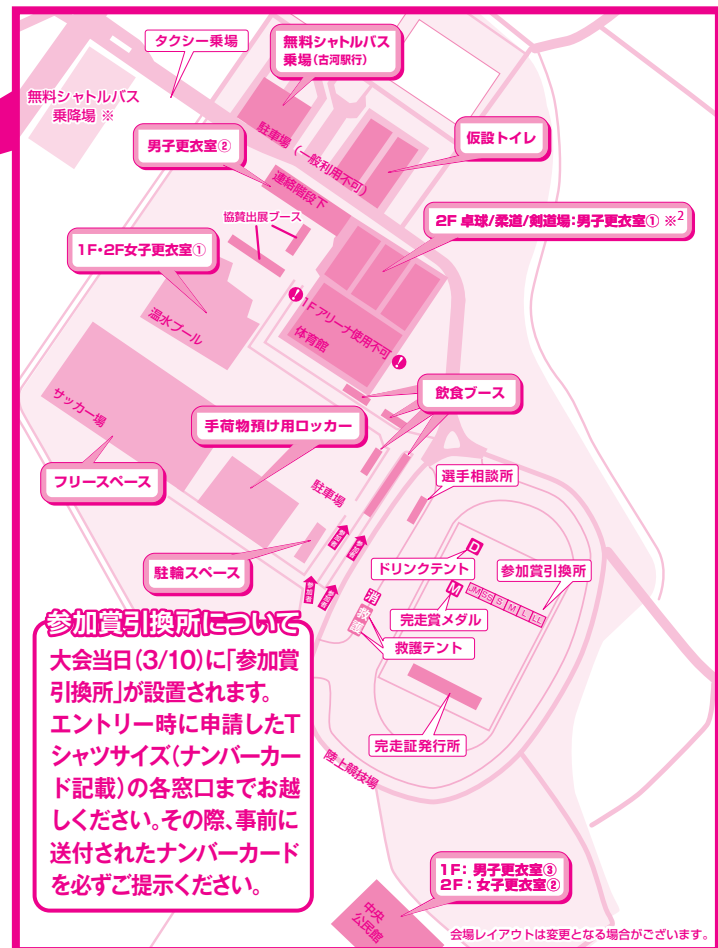 タクシー乗場
無料シャトルバス
乗場(古河駅行)
無料シャトルバス
乗降場 ※
駐車場(一般利用不可)
仮設トイレ
男子更衣室②
連絡階段下
協賛出展ブース
2F 卓球/柔道/剣道場:男子更衣室① ※2
1F・2F女子更衣室①
1Fアリーナ使用不可
体育館
温水プール
飲食ブース
サッカー場
手荷物預け用ロッカー
フリースペース
駐車場
選手相談所
駐輪スペース
参加者
参加者
参加者
参加者
D
ドリンクテント
参加賞引換所
M
JM SS S M L LL
完走賞メダル
消
救護
救護テント
完走証発行所
陸上競技場
参加賞引換所について
大会当日(3/10)に「参加賞
引換所」が設置されます。
エントリー時に申請したT
シャツサイズ(ナンバーカー
ド記載)の各窓口までお越
しください。その際、事前に
送付されたナンバーカード
を必ずご提示ください。
1F:男子更衣室③
2F:女子更衣室②
中央
公民館
会場レイアウトは変更となる場合がございます。